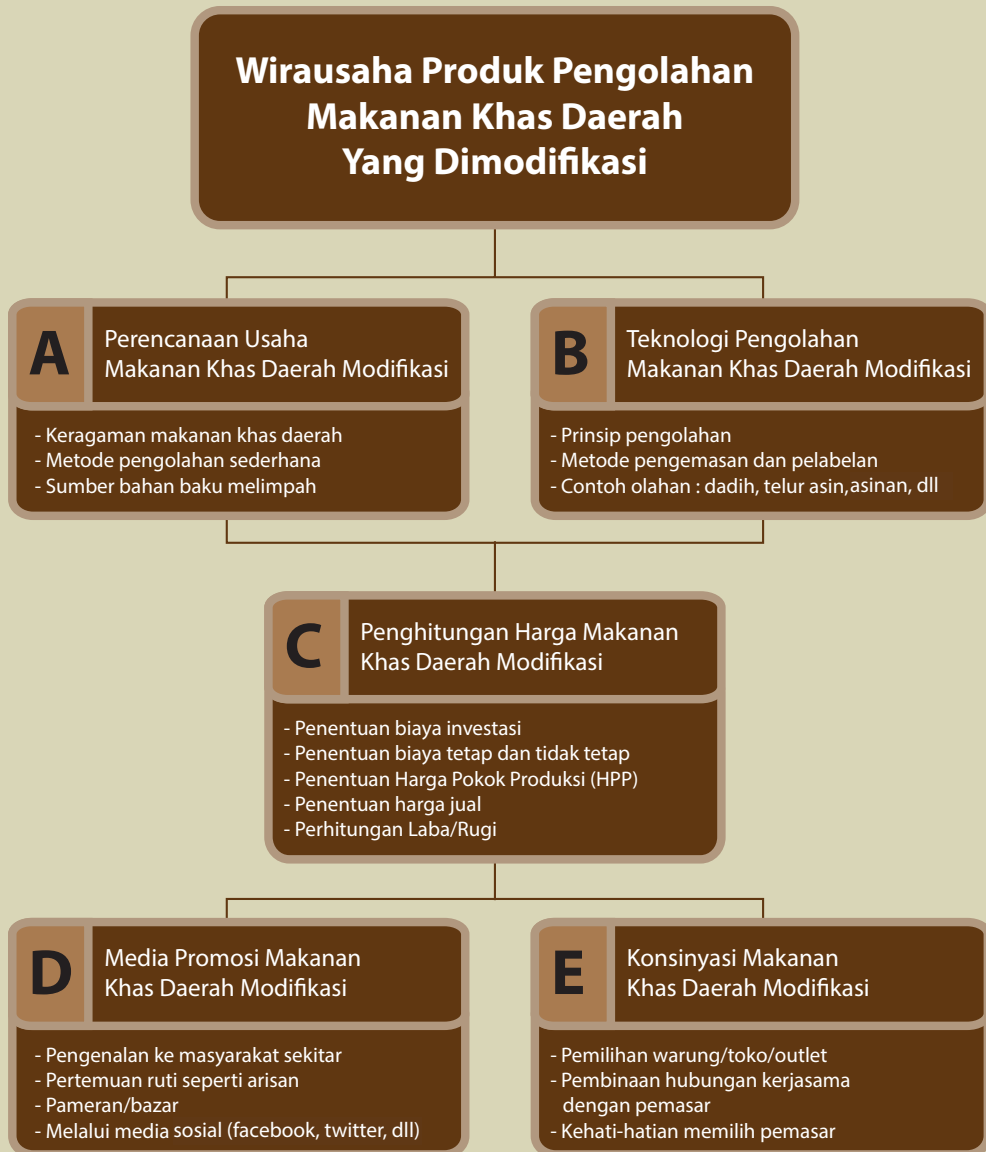 Wirausaha Produk Pengolahan
Makanan Khas Daerah
Yang Dimodifikasi
A
Perencanaan Usaha
Makanan Khas Daerah Modifikasi
- Keragaman makanan khas daerah
- Metode pengolahan sederhana
- Sumber bahan baku melimpah
B
Teknologi Pengolahan
Makanan Khas Daerah Modifikasi
- Prinsip pengolahan
- Metode pengemasan dan pelabelan
- Contoh olahan : dadih, telur asin,asinan, dll
C
Penghitungan Harga Makanan
Khas Daerah Modifikasi
- Penentuan biaya investasi
- Penentuan biaya tetap dan tidak tetap
- Penentuan Harga Pokok Produksi (HPP)
- Penentuan harga jual
- Perhitungan Laba/Rugi
D
Media Promosi Makanan
Khas Daerah Modifikasi
- Pengenalan ke masyarakat sekitar
- Pertemuan ruti seperti arisan
- Pameran/bazar
- Melalui media sosial (facebook, twitter, dll)
E
Konsinyasi Makanan
Khas Daerah Modifikasi
- Pemilihan warung/toko/outlet
- Pembinaan hubungan kerjasama
dengan pemasar
- Kehati-hatian memilih pemasar